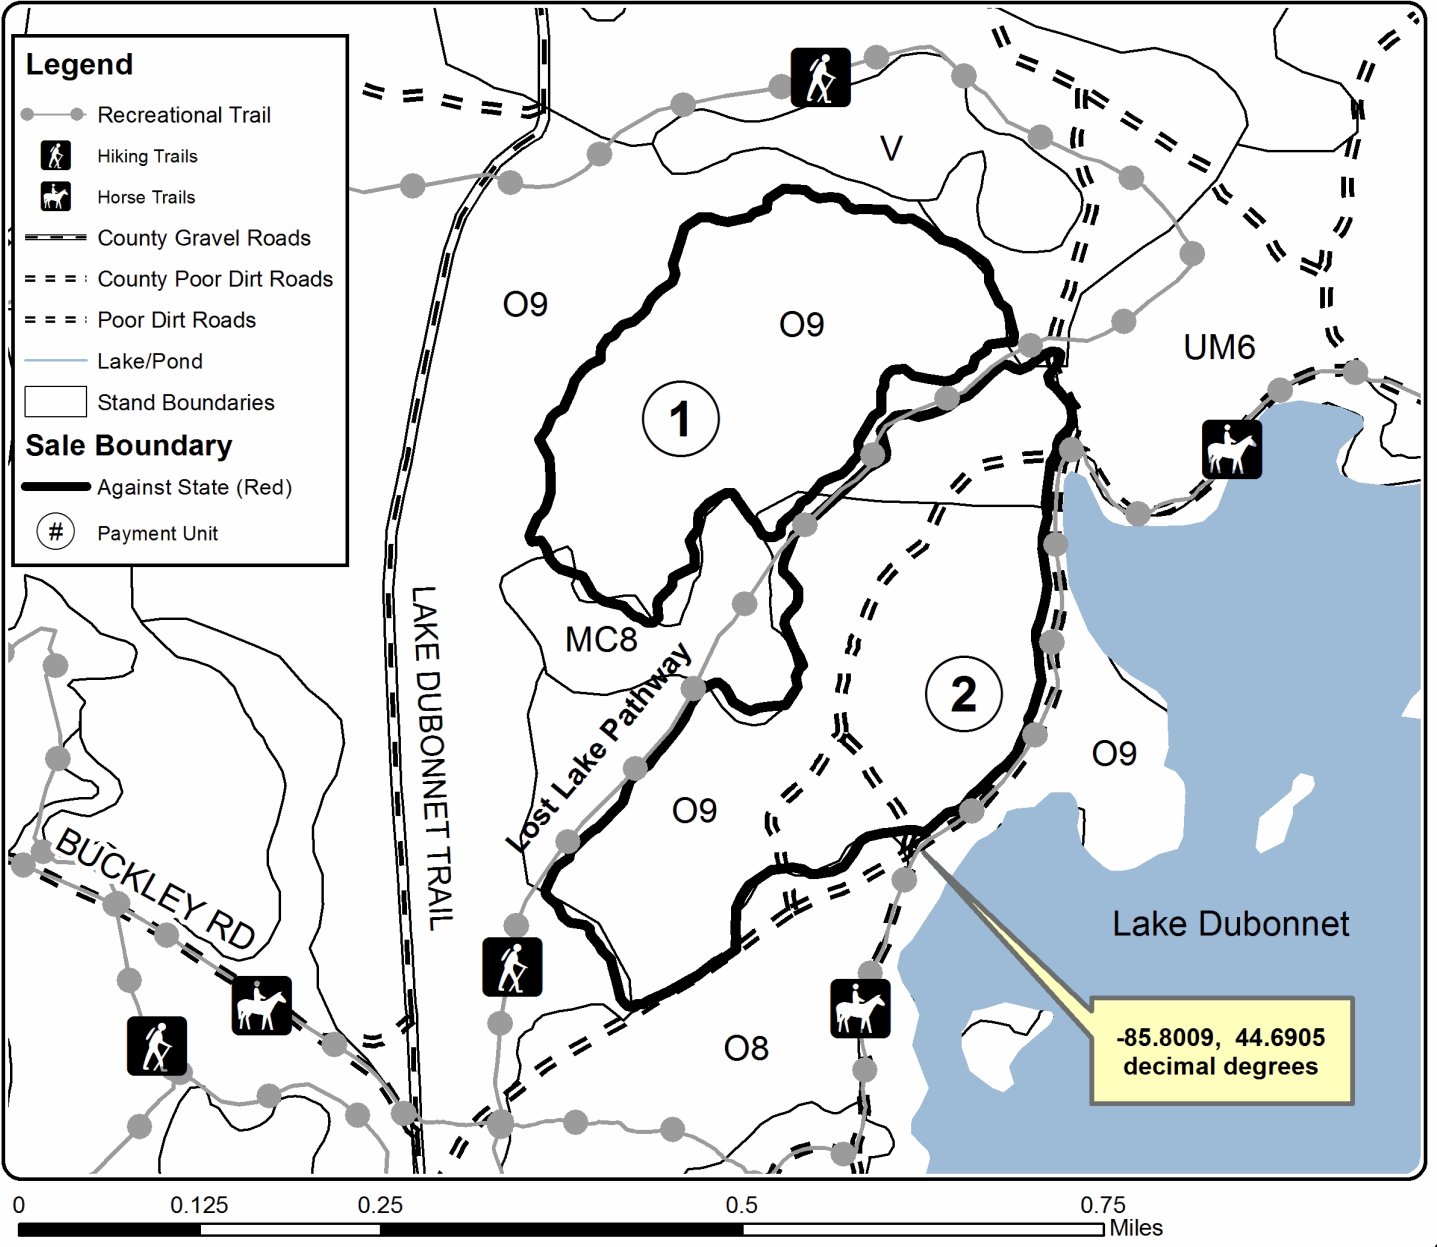 Legend
Recreational Trail
Hiking Trails
Horse Trails
County Gravel Roads
County Poor Dirt Roads
Poor Dirt Roads
Lake/Pond
Stand Boundaries
Sale Boundary
Against State (Red)
# Payment Unit
V
O9
O9
UM6
1
MC8
LAKE DUBONNET TRAIL
Lost Lake Pathway
2
O9
O9
BUCKLEY RD
Lake Dubonnet
O8
-85.8009, 44.6905
decimal degrees
0 0.125 0.25 0.5 0.75
Miles